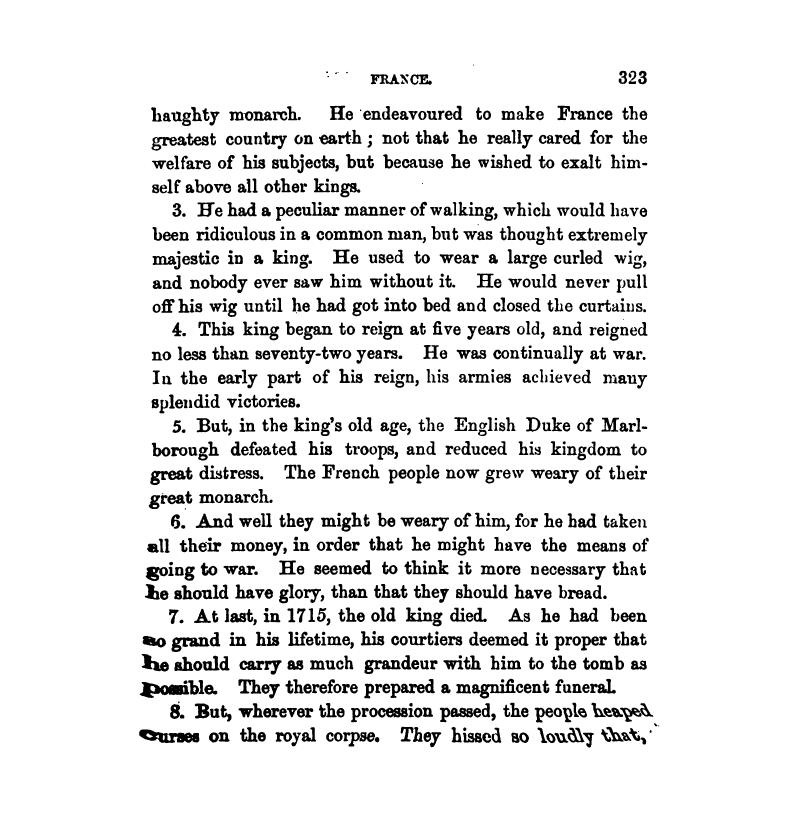 FRANCE. 323
haughty monarch. He endeavoured to make France the
greatest country on earth ; not that he really cared for the
welfare of his subjects, but because he wished to exalt him-
self above all other kings.
3. He had a peculiar manner of walking, which would have
been ridiculous in a common man, but was thought extremely
majestic in a king. He used to wear a large curled wig,
and nobody ever saw him without it. He would never pull
off his wig until he had got into bed and closed the curtains.
4. This king began to reign at five years old, and reigned
no less than seventy-two years. He was continually at war.
In the early part of his reign, his armies achieved many
splendid victories.
5. But, in the king's old age, the English Duke of Marl-
borough defeated his troops, and reduced his kingdom to
great distress. The French people now grew weary of their
great monarch.
6. And well they might be weary of him, for he had taken
all their money, in order that he might have the means of
going to war. He seemed to think it more necessary that
he should have glory, than that they should have bread.
7. At last, in 1715, the old king died. As he had been
so grand in his lifetime, his courtiers deemed it proper that
he should carry as much grandeur with him to the tomb as
possible. They therefore prepared a magnificent funeral.
8. But, wherever the procession passed, the people heaped
curses on the royal corpse. They hissed so loudly that,